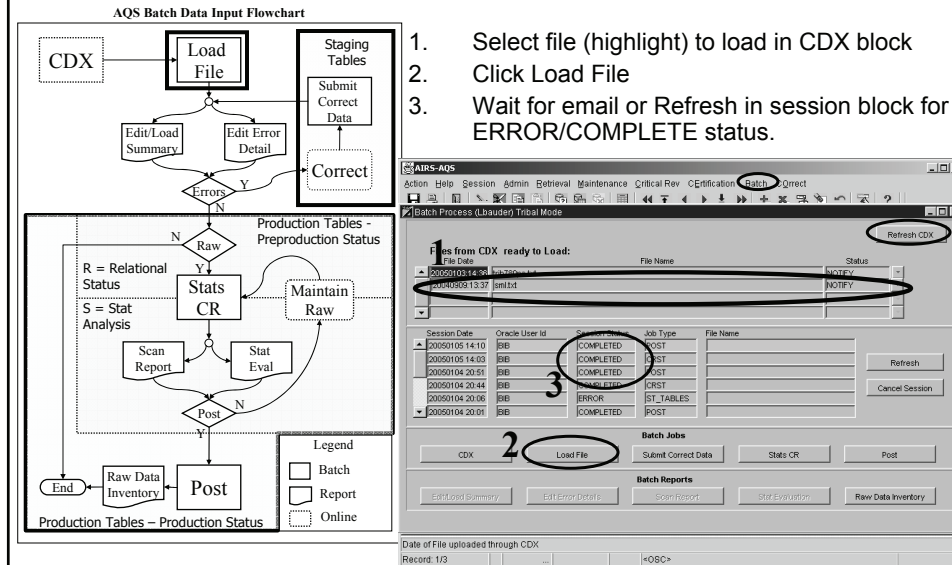 AQS Batch Data Input Flowchart
CDX
Load
File
Staging
Tables
Submit
Correct
Data
Edit/Load
Summary
Edit Error
Detail
Correct
Errors
Y
N
Production Tables -
Preproduction Status
N
Raw
Y
R = Relational
Status
Stats
CR
Maintain
Raw
S = Stat
Analysis
Scan
Report
Stat
Eval
Post
N
Y
Legend
Batch
Report
Online
End
Raw Data
Inventory
Post
Production Tables – Production Status
1. Select file (highlight) to load in CDX block
2. Click Load File
3. Wait for email or Refresh in session block for
ERROR/COMPLETE status.
AIRS-AQS
Action Help Session Admin Retrieval Maintenance Critical Rev CErtification Batch COrrect
Batch Process (Lbauder) Tribal Mode
Refresh CDX
1
Files from CDX ready to Load:
File Date File Name Status
20050103:14:36 NOTIFY
20040909:13:37 sml.txt NOTIFY
Session Date Oracle User Id Session Status Job Type File Name
20050105 14:10 BIB COMPLETED POST
20050105 14:03 BIB COMPLETED CRST
20050104 20:51 BIB COMPLETED POST
20050104 20:44 BIB COMPLETED CRST
20050104 20:06 BIB ERROR ST_TABLES
20050104 20:01 BIB COMPLETED POST
3
Refresh
Cancel Session
2
Batch Jobs
CDX Load File Submit Correct Data Stats CR Post
Batch Reports
Edit/Load Summary Edit Error Details Scan Report Stat Evaluation Raw Data Inventory
Date of File uploaded through CDX
Record: 1/3 ... <OSC>